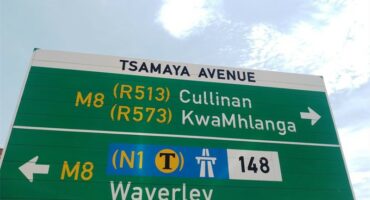 TSAMAYA AVENUE
M8 (R513) Cullinan
(R573) KwaMhlanga
M8 (N1 T) 148
Waverley